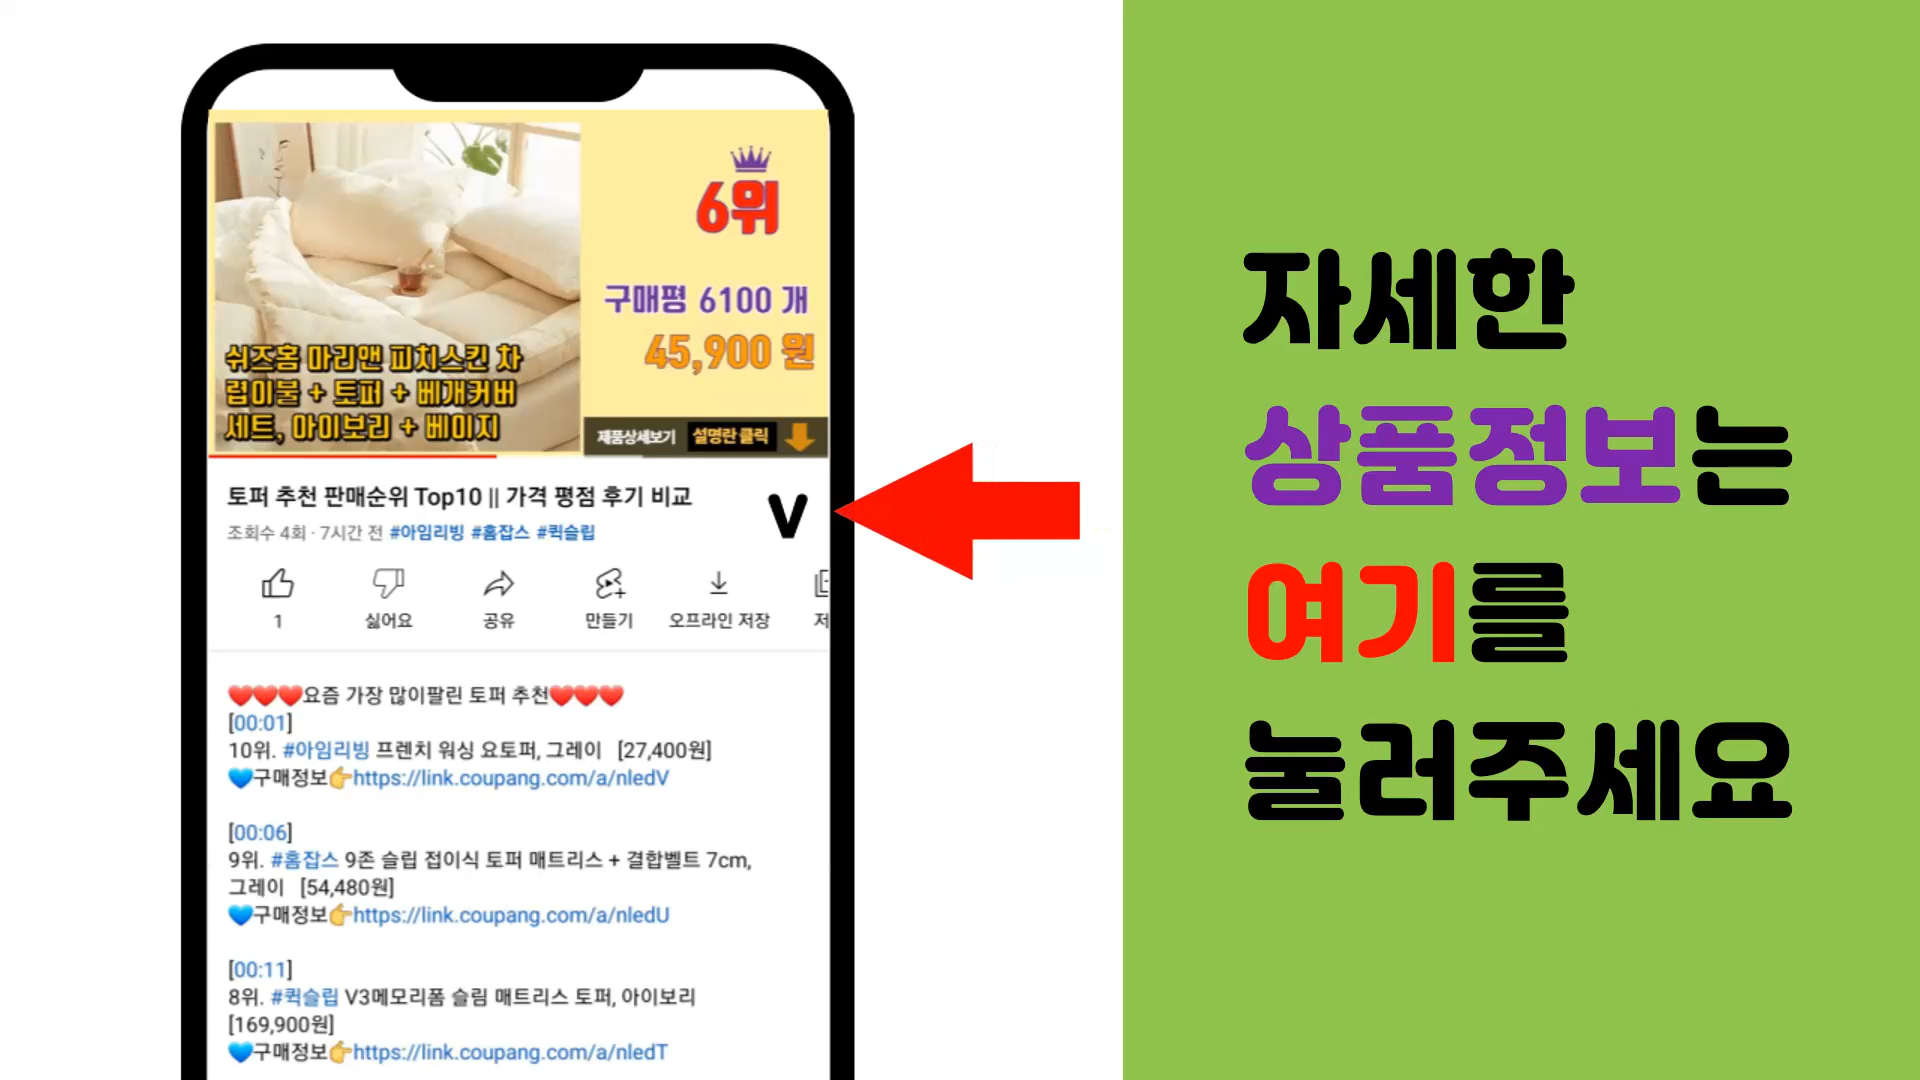 6위
구매평 6100 개
45,900 원
쉬즈홈 마리앤 피치스킨 차
렵이불 + 토퍼 + 베개커버
세트, 아이보리 + 베이지
제품상세보기 설명란 클릭
토퍼 추천 판매순위 Top10 || 가격 평점 후기 비교
V
조회수 4회 · 7시간 전 #아임리빙 #홈잡스 #퀵슬립
1 싫어요 공유 만들기 오프라인 저장 저
❤️❤️❤️요즘 가장 많이팔린 토퍼 추천❤️❤️❤️
[00:01]
10위. #아임리빙 프렌치 워싱 요토퍼, 그레이 [27,400원]
💙구매정보👉https://link.coupang.com/a/nledV
[00:06]
9위. #홈잡스 9존 슬립 접이식 토퍼 매트리스 + 결합벨트 7cm,
그레이 [54,480원]
💙구매정보👉https://link.coupang.com/a/nledU
[00:11]
8위. #퀵슬립 V3메모리폼 슬림 매트리스 토퍼, 아이보리
[169,900원]
💙구매정보👉https://link.coupang.com/a/nledT
자세한
상품정보는
여기를
눌러주세요